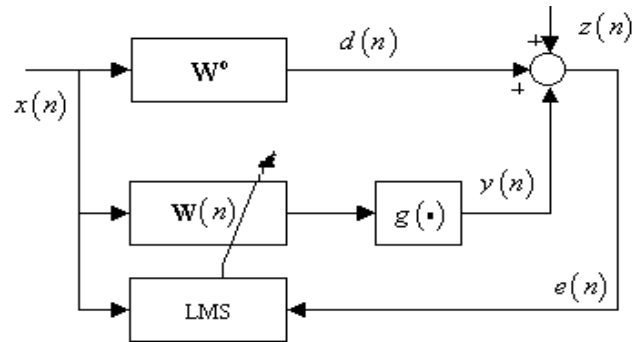 z(n)
d(n)
+
W°
+
x(n)
y(n)
W(n)
g(▪)
e(n)
LMS